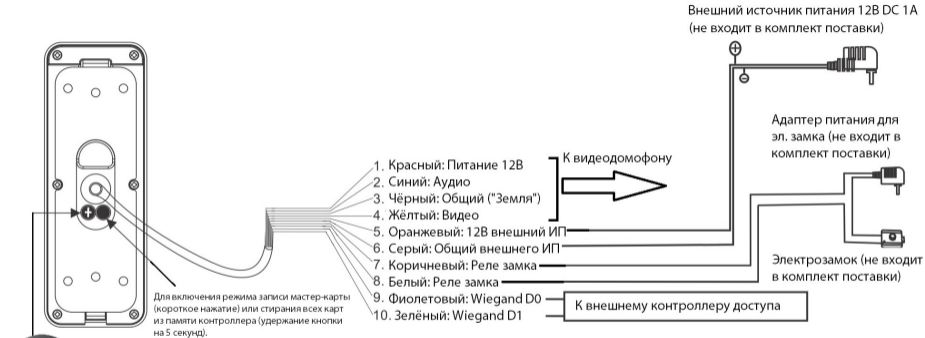 Внешний источник питания 12В DC 1А
(не входит в комплект поставки)
Адаптер питания для
эл. замка (не входит в
комплект поставки)
1. Красный: Питание 12В
2. Синий: Аудио
3. Чёрный: Общий ("Земля")
4. Жёлтый: Видео
К видеодомофону
5. Оранжевый: 12В внешний ИП
6. Серый: Общий внешнего ИП
7. Коричневый: Реле замка
8. Белый: Реле замка
9. Фиолетовый: Wiegand D0
10. Зелёный: Wiegand D1
К внешнему контроллеру доступа
Электрозамок (не входит
в комплект поставки)
Для включения режима записи мастер-карты
(короткое нажатие) или стирания всех карт
из памяти контроллера (удержание кнопки
на 5 секунд).